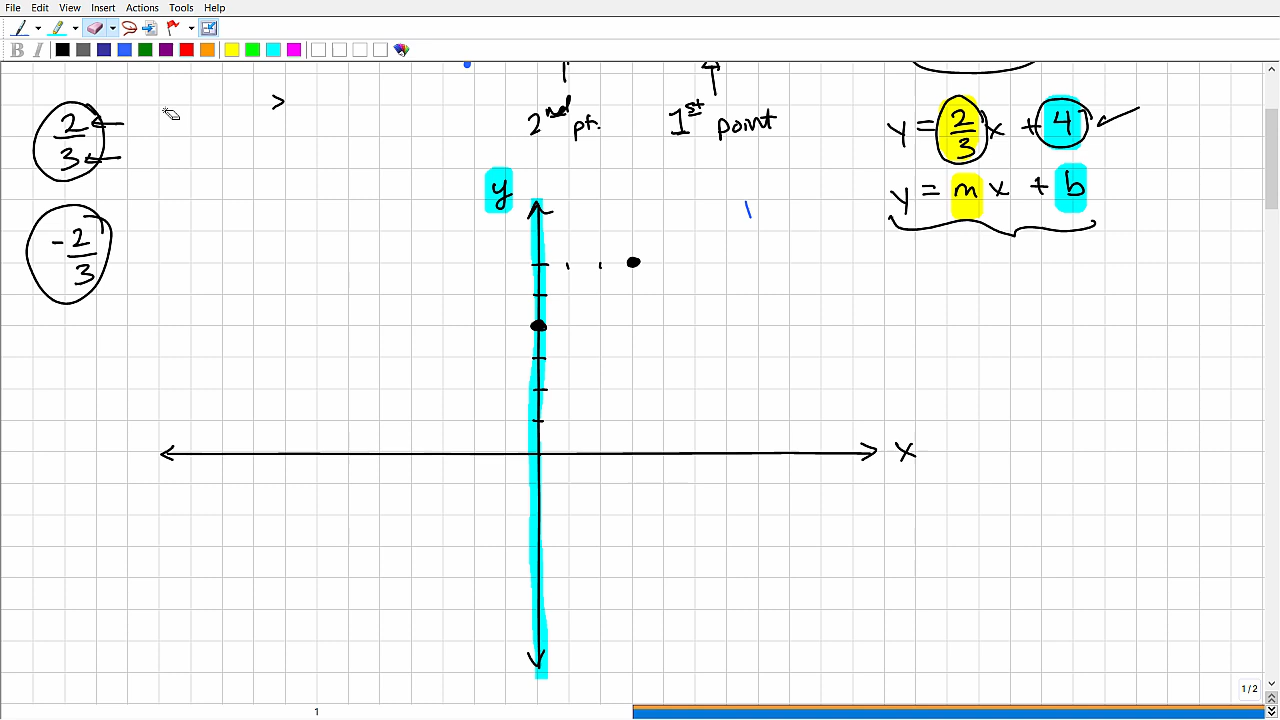 File Edit View Insert Actions Tools Help
B I
>
2/3
2nd pt. 1st point
y = 2/3 x + 4
y = m x + b
y
-2/3
x
1/2
1